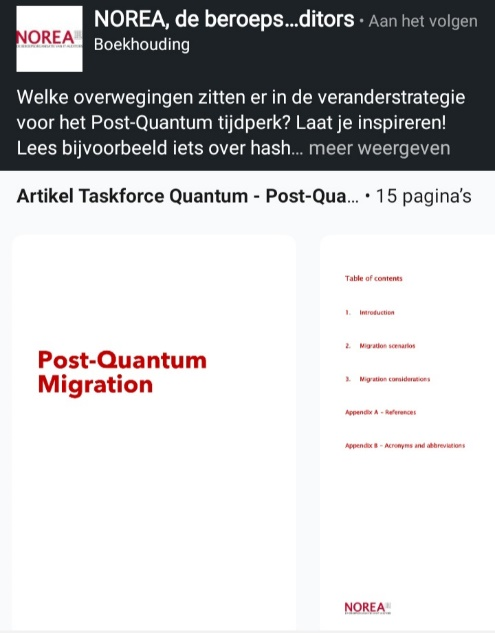 NOREA
NOREA, de beroeps...ditors • Aan het volgen
Boekhouding
Welke overwegingen zitten er in de veranderstrategie
voor het Post-Quantum tijdperk? Laat je inspireren!
Lees bijvoorbeeld iets over hash... meer weergeven
Artikel Taskforce Quantum - Post-Qua... • 15 pagina's
Post-Quantum
Migration
Table of contents
1. Introduction
2. Migration scenarios
3. Migration considerations
Appendix A – References
Appendix B – Acronyms and abbreviations
NOREA